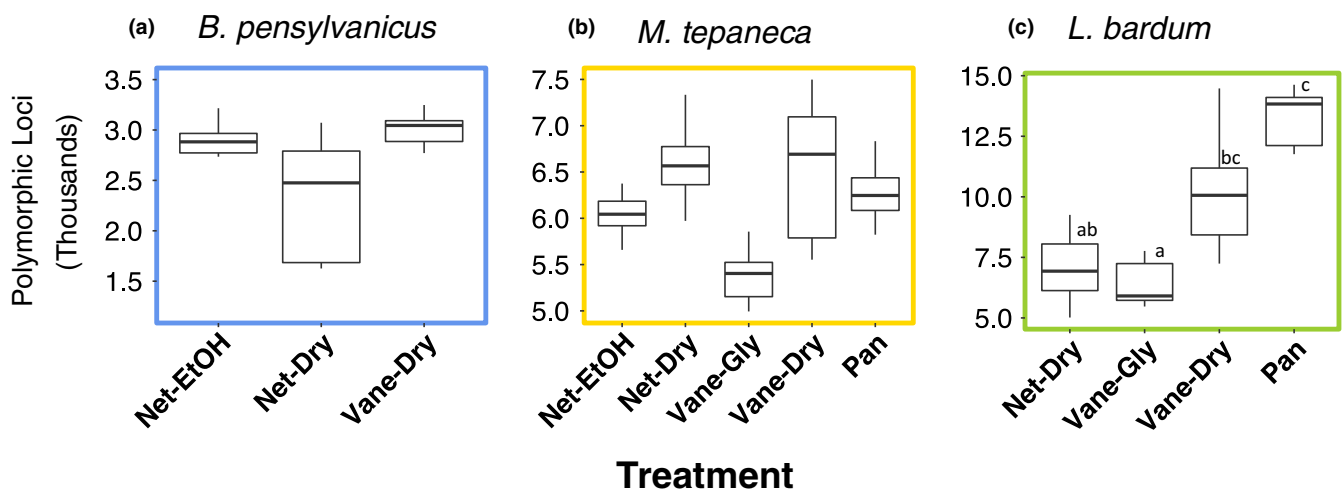 (a) B. pensylvanicus
(b) M. tepaneca
(c) L. bardum
Polymorphic Loci
(Thousands)
3.5
3.0
2.5
2.0
1.5
Net-EtOH
Net-Dry
Vane-Dry
7.5
7.0
6.5
6.0
5.5
5.0
Net-EtOH
Net-Dry
Vane-Gly
Vane-Dry
Pan
15.0
12.5
10.0
7.5
5.0
ab
a
bc
c
Net-Dry
Vane-Gly
Vane-Dry
Pan
Treatment